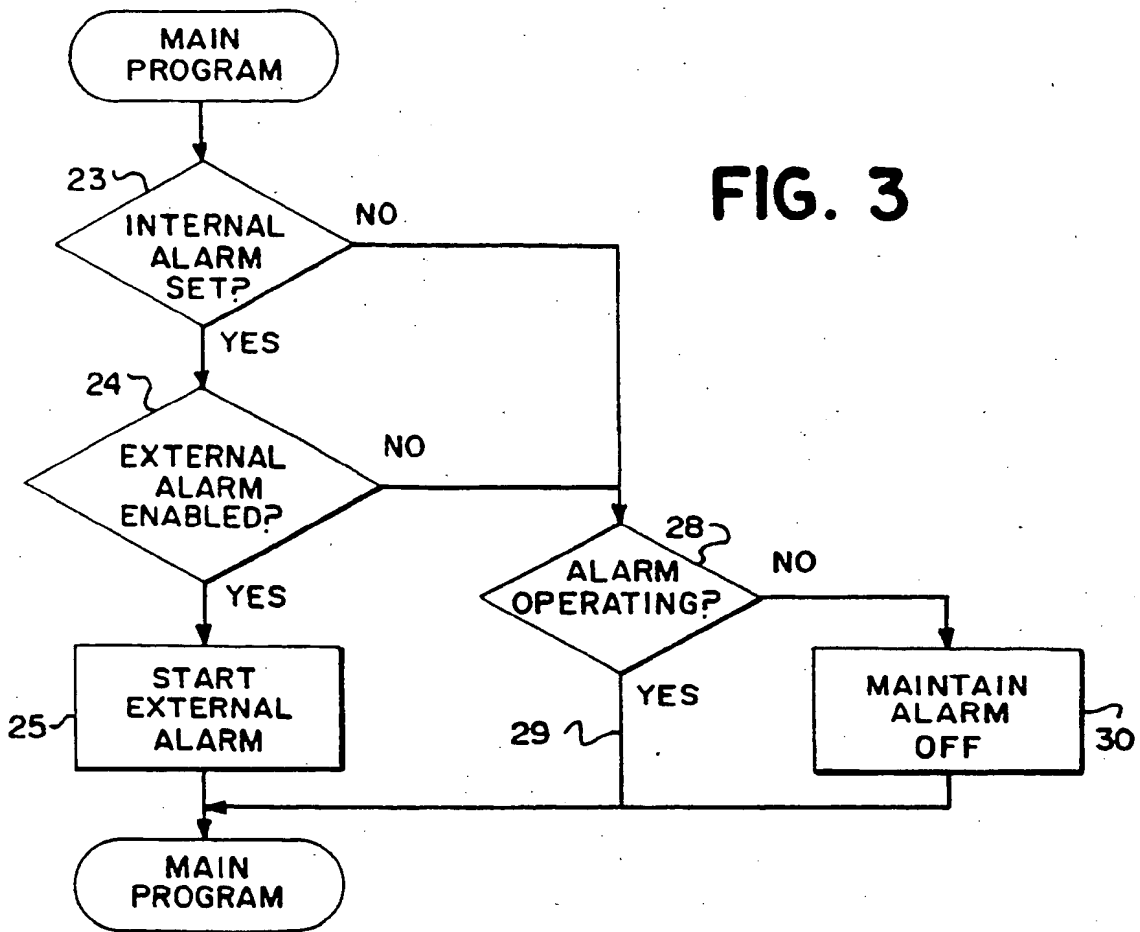 MAIN
PROGRAM
FIG. 3
23
INTERNAL
ALARM
SET?
NO
YES
24
EXTERNAL
ALARM
ENABLED?
NO
YES
28
ALARM
OPERATING?
NO
YES
29
25
START
EXTERNAL
ALARM
MAINTAIN
ALARM
OFF
30
MAIN
PROGRAM